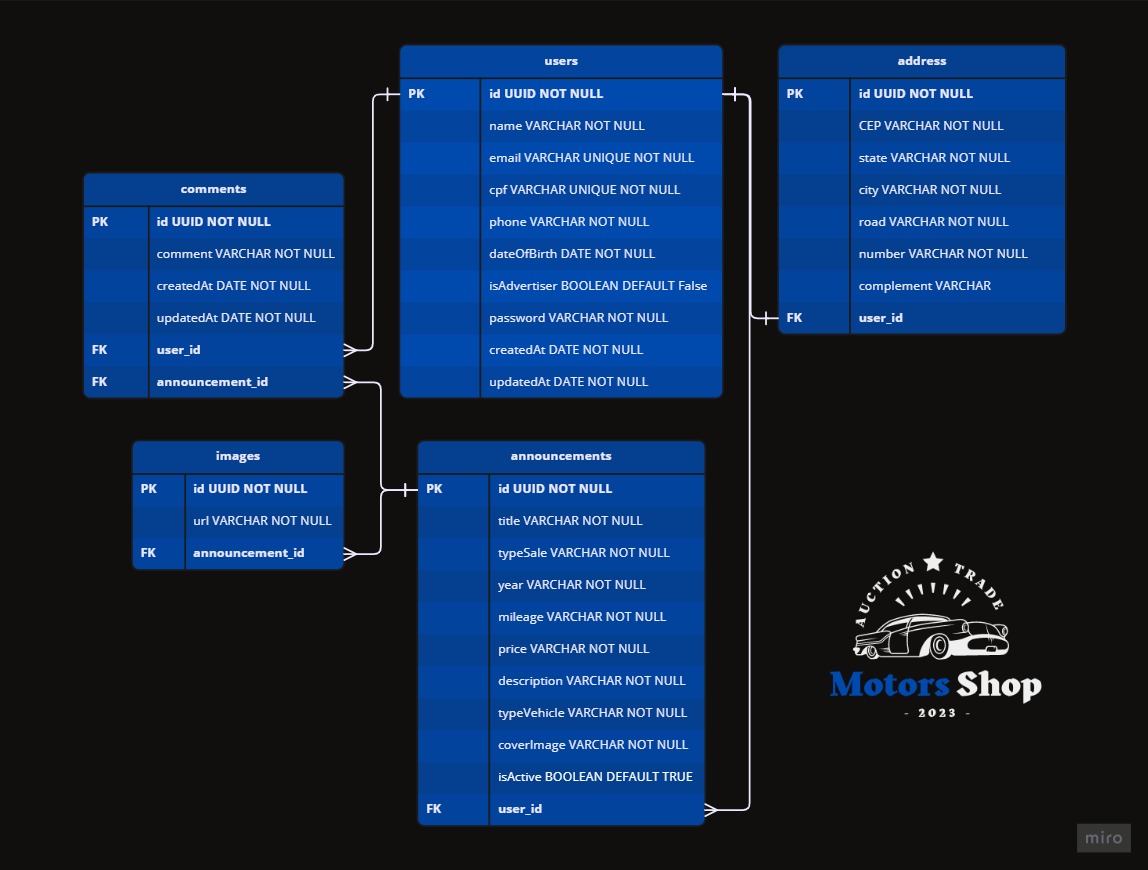 users
PK id UUID NOT NULL
name VARCHAR NOT NULL
email VARCHAR UNIQUE NOT NULL
cpf VARCHAR UNIQUE NOT NULL
phone VARCHAR NOT NULL
dateOfBirth DATE NOT NULL
isAdvertiser BOOLEAN DEFAULT False
password VARCHAR NOT NULL
createdAt DATE NOT NULL
updatedAt DATE NOT NULL
address
PK id UUID NOT NULL
CEP VARCHAR NOT NULL
state VARCHAR NOT NULL
city VARCHAR NOT NULL
road VARCHAR NOT NULL
number VARCHAR NOT NULL
complement VARCHAR
FK user_id
comments
PK id UUID NOT NULL
comment VARCHAR NOT NULL
createdAt DATE NOT NULL
updatedAt DATE NOT NULL
FK user_id
FK announcement_id
images
PK id UUID NOT NULL
url VARCHAR NOT NULL
FK announcement_id
announcements
PK id UUID NOT NULL
title VARCHAR NOT NULL
typeSale VARCHAR NOT NULL
year VARCHAR NOT NULL
mileage VARCHAR NOT NULL
price VARCHAR NOT NULL
description VARCHAR NOT NULL
typeVehicle VARCHAR NOT NULL
coverImage VARCHAR NOT NULL
isActive BOOLEAN DEFAULT TRUE
FK user_id
AUCTION TRADE
Motors Shop
- 2023 -
miro